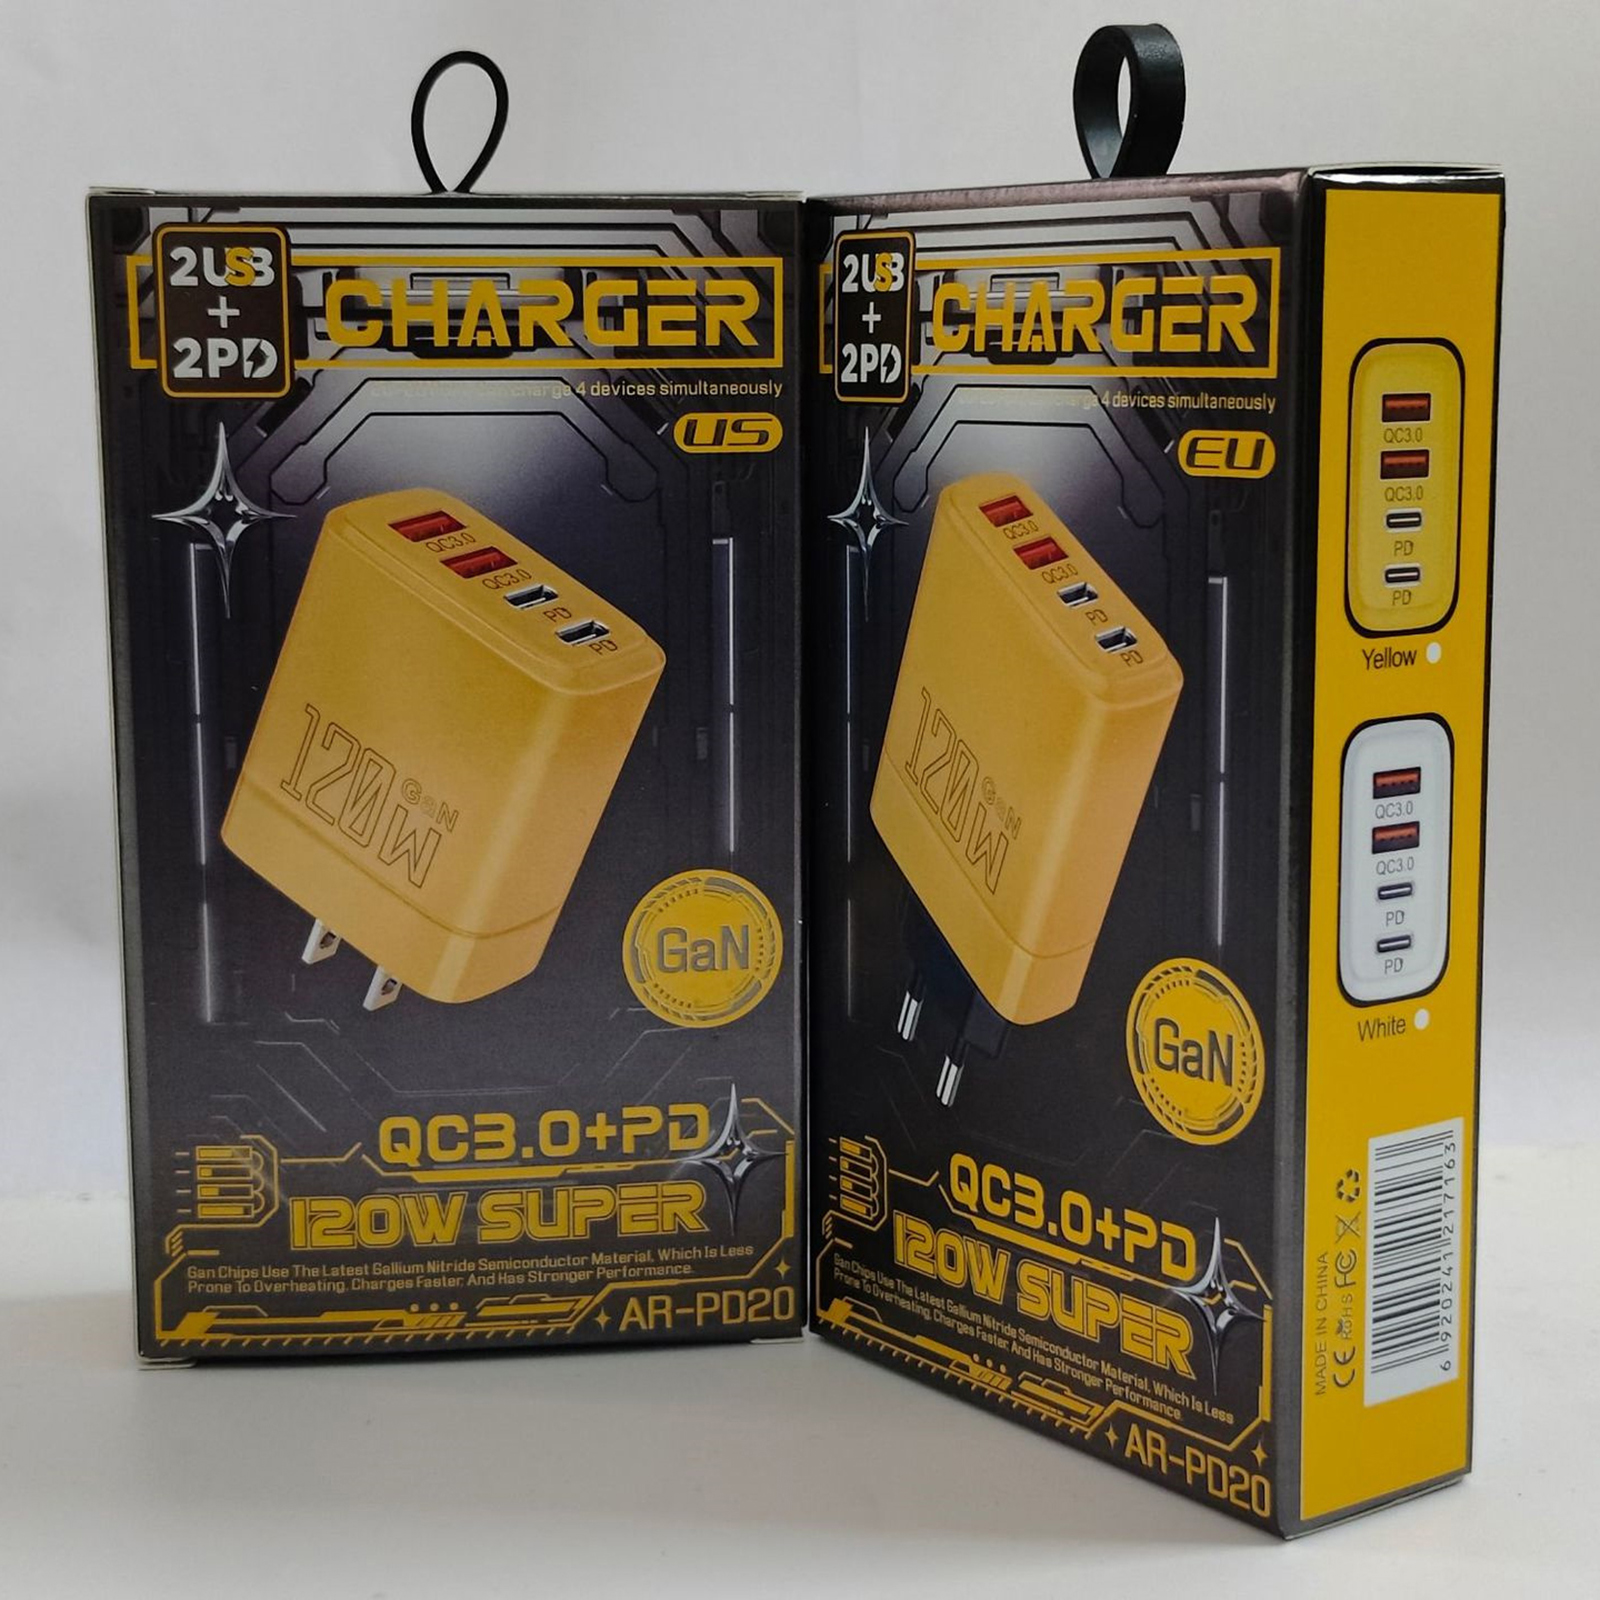 2USB
+
2PD
CHARGER
charge 4 devices simultaneously
US
QC3.0
QC3.0
PD
PD
120W
GaN
GaN
QC3.0+PD
120W SUPER
Gan Chips Use The Latest Gallium Nitride Semiconductor Material, Which Is Less
Prone To Overheating, Charges Faster, And Has Stronger Performance.
AR-PD20
2USB
+
2PD
CHARGER
charge 4 devices simultaneously
EU
QC3.0
QC3.0
PD
PD
120W
GaN
GaN
QC3.0+PD
120W SUPER
Gan Chips Use The Latest Gallium Nitride Semiconductor Material, Which Is Less
Prone To Overheating, Charges Faster, And Has Stronger Performance.
AR-PD20
QC3.0
QC3.0
PD
PD
Yellow
QC3.0
QC3.0
PD
PD
White
MADE IN CHINA
CE RoHS FC
6 920241 217163